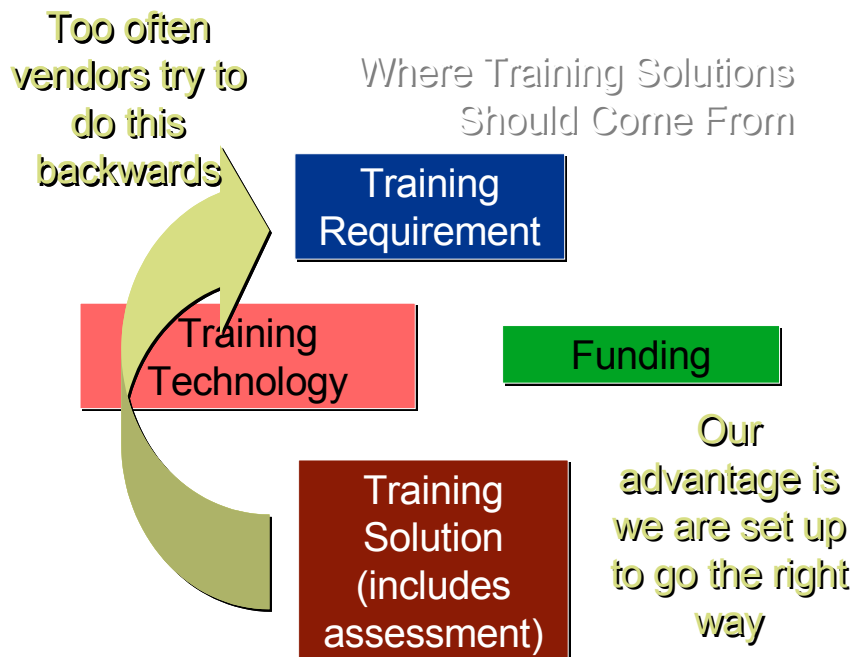 Too often
vendors try to
do this
backwards
Where Training Solutions
Should Come From
Training
Requirement
Training
Technology
Funding
Training
Solution
(includes
assessment)
Our
advantage is
we are set up
to go the right
way